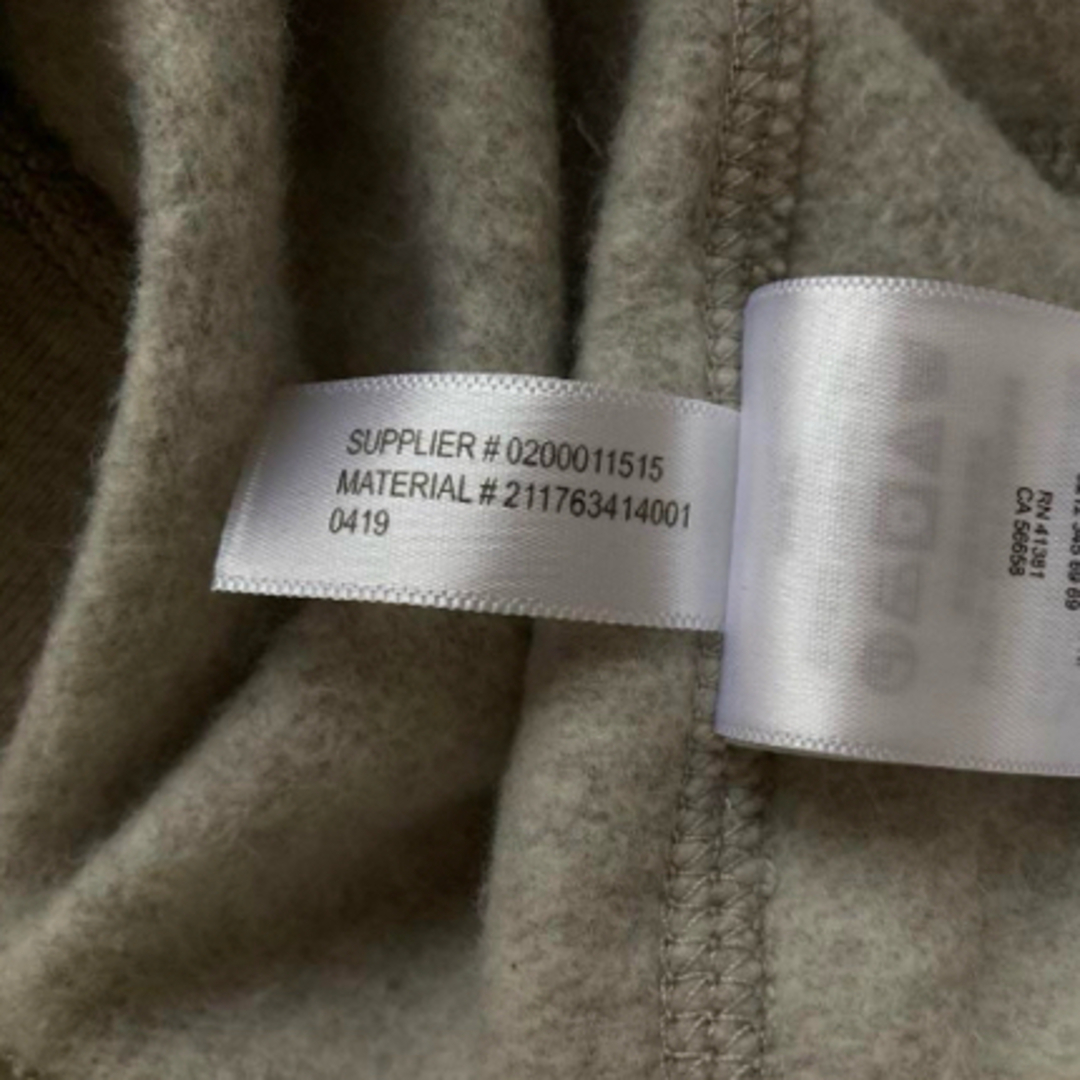 SUPPLIER # 0200011515
MATERIAL # 211763414001
0419
RN 41381
CA 56658